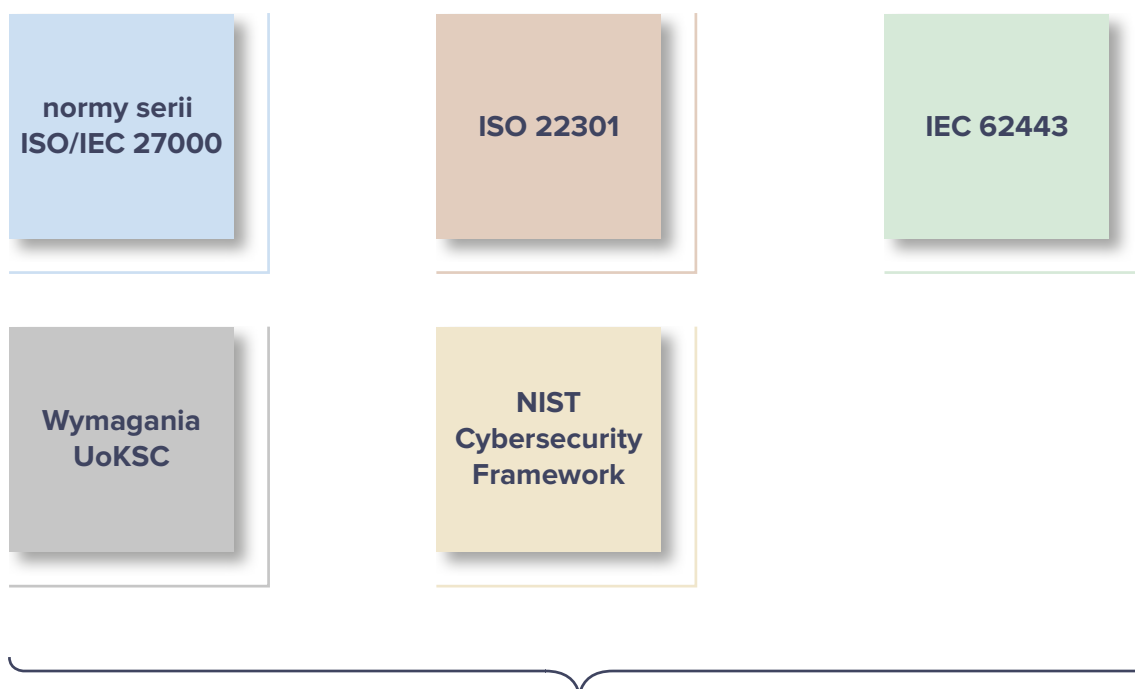 normy serii
ISO/IEC 27000
ISO 22301
IEC 62443
Wymagania
UoKSC
NIST
Cybersecurity
Framework